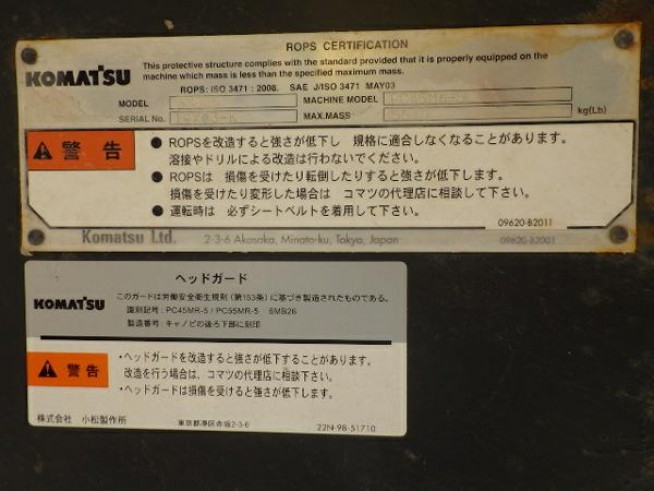 ROPS CERTIFICATION
KOMATSU
This protective structure complies with the standard provided that it is properly equipped on the
machine which mass is less than the specified maximum mass.
ROPS: ISO 3471 : 2008. SAE J/ISO 3471 MAY03
MODEL
MACHINE MODEL
SERIAL No.
MAX.MASS
kg(Lb)
警告
● ROPSを改造すると強さが低下し 規格に適合しなくなることがあります。
溶接やドリルによる改造は行わないでください。
● ROPSは 損傷を受けたり転倒したりすると強さが低下します。
損傷を受けたり変形した場合は コマツの代理店に相談して下さい。
● 運転時は 必ずシートベルトを着用して下さい。
09620-B2011
Komatsu Ltd. 2-3-6 Akasaka, Minato-ku, Tokyo, Japan 09620-B2001
ヘッドガード
KOMATSU
このガードは労働安全衛生規則(第153条)に基づき製造されたものである。
識別記号:PC45MR-5 / PC55MR-5 6MB26
製造番号:キャノピの後ろ下部に刻印
警告
・ヘッドガードを改造すると強さが低下することがあります。
改造を行う場合は、コマツの代理店に相談下さい。
・ヘッドガードは損傷を受けると強さが低下します。
株式会社 小松製作所 東京都港区赤坂2-3-6 22N-98-51710